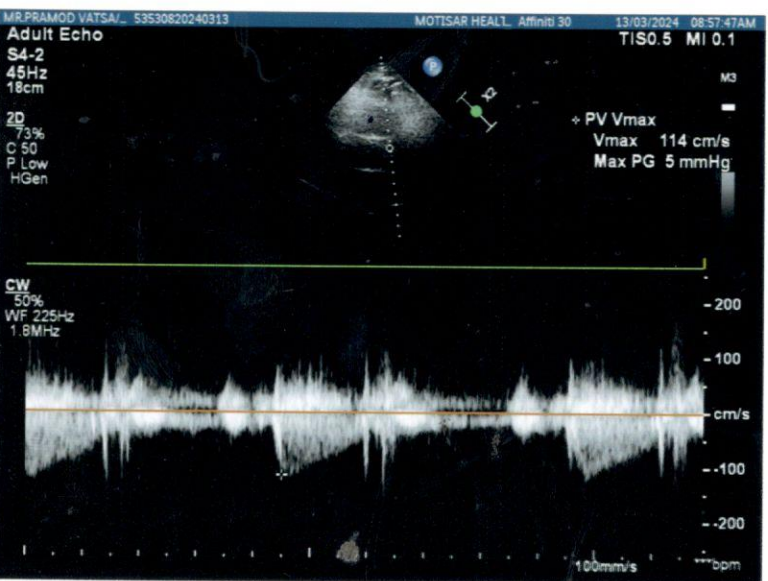 MR.PRAMOD VATSA/_ 53530820240313 MOTISAR HEALT_ Affiniti 30 13/03/2024 08:57:47AM
Adult Echo TIS0.5 MI 0.1
S4-2
45Hz
18cm
M3
2D
73%
C 50
P Low
HGen
P
X2
PV Vmax
Vmax 114 cm/s
Max PG 5 mmHg
CW
50%
WF 225Hz
1.8MHz
200
100
cm/s
-100
-200
100mm/s
bpm